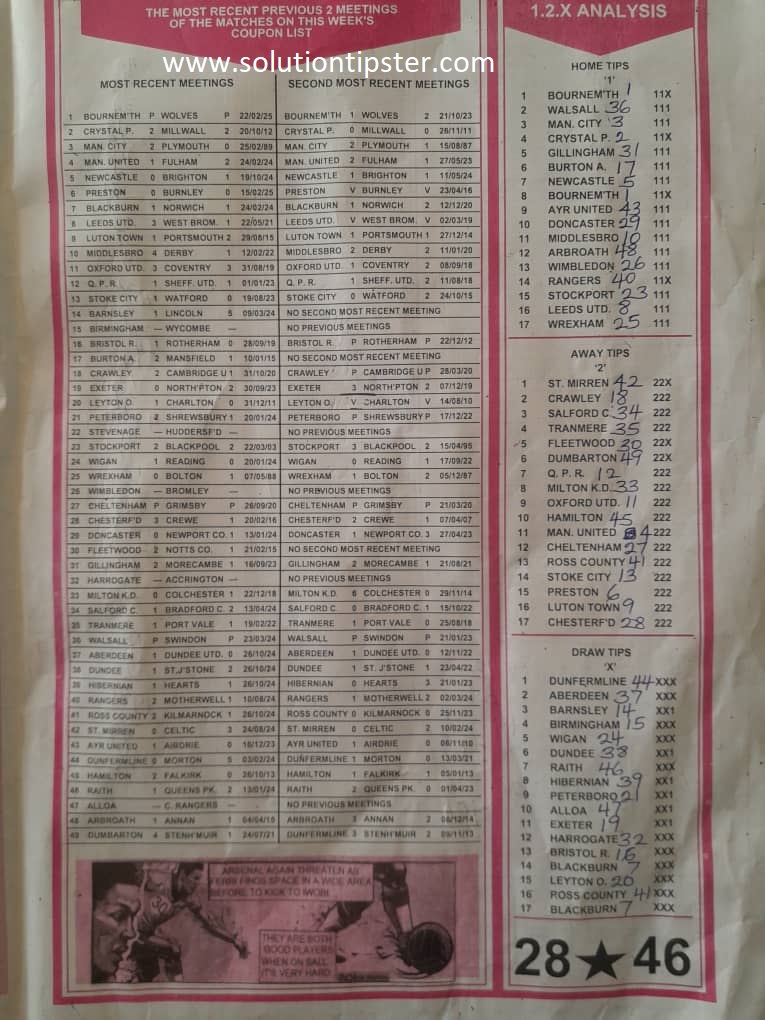 THE MOST RECENT PREVIOUS 2 MEETINGS
OF THE MATCHES ON THIS WEEK'S
COUPON LIST
www.solutiontipster.com
MOST RECENT MEETINGS SECOND MOST RECENT MEETINGS
1 BOURNEM'TH P WOLVES P 22/02/25 BOURNEM'TH 1 WOLVES 2 21/10/23
2 CRYSTAL P. 2 MILLWALL 2 20/10/12 CRYSTAL P. 0 MILLWALL 0 26/11/11
3 MAN. CITY 2 PLYMOUTH 0 25/02/89 MAN. CITY 2 PLYMOUTH 1 15/08/87
4 MAN. UNITED 1 FULHAM 2 24/02/24 MAN. UNITED 2 FULHAM 1 27/05/23
5 NEWCASTLE 0 BRIGHTON 1 19/10/24 NEWCASTLE 1 BRIGHTON 1 11/05/24
6 PRESTON 0 BURNLEY 0 15/02/25 PRESTON V BURNLEY V 23/04/16
7 BLACKBURN 1 NORWICH 1 24/02/24 BLACKBURN 1 NORWICH 2 12/12/20
8 LEEDS UTD. 3 WEST BROM. 1 22/05/21 LEEDS UTD. V WEST BROM. V 02/03/19
9 LUTON TOWN 1 PORTSMOUTH 2 29/08/15 LUTON TOWN 1 PORTSMOUTH 1 27/12/14
10 MIDDLESBRO 4 DERBY 1 12/02/22 MIDDLESBRO 2 DERBY 2 11/01/20
11 OXFORD UTD. 3 COVENTRY 3 31/08/19 OXFORD UTD. 1 COVENTRY 2 08/09/18
12 Q. P. R. 1 SHEFF. UTD. 1 01/01/23 Q. P. R. 1 SHEFF. UTD. 2 11/08/18
13 STOKE CITY 1 WATFORD 0 19/08/23 STOKE CITY 0 WATFORD 2 24/10/15
14 BARNSLEY 1 LINCOLN 5 09/03/24 NO SECOND MOST RECENT MEETING
15 BIRMINGHAM — WYCOMBE — NO PREVIOUS MEETINGS
16 BRISTOL R. 1 ROTHERHAM 0 28/09/19 BRISTOL R. P ROTHERHAM P 22/12/12
17 BURTON A. 2 MANSFIELD 1 10/01/15 NO SECOND MOST RECENT MEETING
18 CRAWLEY 2 CAMBRIDGE U 1 31/10/20 CRAWLEY P CAMBRIDGE U P 28/03/20
19 EXETER 0 NORTH'PTON 2 30/09/23 EXETER 3 NORTH'PTON 2 07/12/19
20 LEYTON O. 1 CHARLTON 0 31/12/11 LEYTON O. V CHARLTON V 14/08/10
21 PETERBORO 2 SHREWSBURY 1 20/01/24 PETERBORO P SHREWSBURY P 17/12/22
22 STEVENAGE — HUDDERSF'D — NO PREVIOUS MEETINGS
23 STOCKPORT 2 BLACKPOOL 2 22/03/03 STOCKPORT 3 BLACKPOOL 2 15/04/95
24 WIGAN 1 READING 0 20/01/24 WIGAN 0 READING 1 17/09/22
25 WREXHAM 0 BOLTON 1 07/05/88 WREXHAM 1 BOLTON 2 05/12/87
26 WIMBLEDON — BROMLEY — NO PREVIOUS MEETINGS
27 CHELTENHAM P GRIMSBY P 26/09/20 CHELTENHAM P GRIMSBY P 21/03/20
28 CHESTERF'D 3 CREWE 1 20/02/16 CHESTERF'D 2 CREWE 1 07/04/07
29 DONCASTER 0 NEWPORT CO. 1 13/01/24 DONCASTER 1 NEWPORT CO. 3 27/04/23
30 FLEETWOOD 2 NOTTS CO. 1 21/02/15 NO SECOND MOST RECENT MEETING
31 GILLINGHAM 2 MORECAMBE 1 16/09/23 GILLINGHAM 2 MORECAMBE 1 21/08/21
32 HARROGATE — ACCRINGTON — NO PREVIOUS MEETINGS
33 MILTON K.D. 0 COLCHESTER 1 22/12/18 MILTON K.D. 6 COLCHESTER 0 29/11/14
34 SALFORD C. 1 BRADFORD C. 2 13/04/24 SALFORD C. 0 BRADFORD C. 1 15/10/22
35 TRANMERE 1 PORT VALE 1 19/02/22 TRANMERE 1 PORT VALE 0 25/08/18
36 WALSALL P SWINDON P 23/03/24 WALSALL P SWINDON P 21/01/23
37 ABERDEEN 1 DUNDEE UTD. 0 26/10/24 ABERDEEN 1 DUNDEE UTD. 0 12/11/22
38 DUNDEE 1 ST.J'STONE 2 26/10/24 DUNDEE 1 ST. J'STONE 1 23/04/22
39 HIBERNIAN 1 HEARTS 1 26/10/24 HIBERNIAN 0 HEARTS 3 21/01/23
40 RANGERS 2 MOTHERWELL 1 10/08/24 RANGERS 1 MOTHERWELL 2 02/03/24
41 ROSS COUNTY 2 KILMARNOCK 1 26/10/24 ROSS COUNTY 0 KILMARNOCK 0 25/11/23
42 ST. MIRREN 0 CELTIC 3 24/08/24 ST. MIRREN 0 CELTIC 2 10/02/24
43 AYR UNITED 1 AIRDRIE 0 16/12/23 AYR UNITED 1 AIRDRIE 0 06/11/10
44 DUNFERMLINE 0 MORTON 5 03/02/24 DUNFERMLINE 1 MORTON 0 13/03/21
45 HAMILTON 2 FALKIRK 0 26/10/13 HAMILTON 1 FALKIRK 1 05/01/13
46 RAITH 1 QUEENS PK. 2 13/01/24 RAITH 2 QUEENS PK. 0 01/04/23
47 ALLOA — C. RANGERS — NO PREVIOUS MEETINGS
48 ARBROATH 1 ANNAN 1 04/04/18 ARBROATH 3 ANNAN 2 06/12/14
49 DUMBARTON 4 STENH'MUIR 1 24/07/21 DUNFERMLINE 3 STENH'MUIR 2 09/11/13
ARSENAL AGAIN THREATEN AS
FINDS SPACE IN A WIDE AREA
BEFORE TO KICK TO IWOBI.
THEY ARE BOTH
GOOD PLAYERS
WHEN ON BALL
IT'S VERY HARD
1.2.X ANALYSIS
HOME TIPS
'1'
1 BOURNEM'TH 1 11X
2 WALSALL 36 111
3 MAN. CITY 3 111
4 CRYSTAL P. 2 11X
5 GILLINGHAM 31 111
6 BURTON A. 17 111
7 NEWCASTLE 5 111
8 BOURNEM'TH 1 11X
9 AYR UNITED 43 111
10 DONCASTER 29 111
11 MIDDLESBRO 10 111
12 ARBROATH 48 111
13 WIMBLEDON 26 111
14 RANGERS 40 11X
15 STOCKPORT 23 111
16 LEEDS UTD. 8 111
17 WREXHAM 25 111
AWAY TIPS
'2'
1 ST. MIRREN 42 22X
2 CRAWLEY 18 222
3 SALFORD C. 34 222
4 TRANMERE 35 222
5 FLEETWOOD 30 22X
6 DUMBARTON 49 22X
7 Q. P. R. 12 222
8 MILTON K.D. 33 222
9 OXFORD UTD. 11 222
10 HAMILTON 45 222
11 MAN. UNITED 4 222
12 CHELTENHAM 27 222
13 ROSS COUNTY 41 222
14 STOKE CITY 13 222
15 PRESTON 6 222
16 LUTON TOWN 9 222
17 CHESTERF'D 28 222
DRAW TIPS
'X'
1 DUNFERMLINE 44 XXX
2 ABERDEEN 37 XXX
3 BARNSLEY 14 XX1
4 BIRMINGHAM 15 XXX
5 WIGAN 24 XXX
6 DUNDEE 38 XX1
7 RAITH 46 XXX
8 HIBERNIAN 39 XX1
9 PETERBORO 21 XX1
10 ALLOA 47 XX1
11 EXETER 19 XX1
12 HARROGATE 32 XXX
13 BRISTOL R. 16 XXX
14 BLACKBURN 7 XXX
15 LEYTON O. 20 XXX
16 ROSS COUNTY 41 XXX
17 BLACKBURN 7 XXX
28 ★ 46